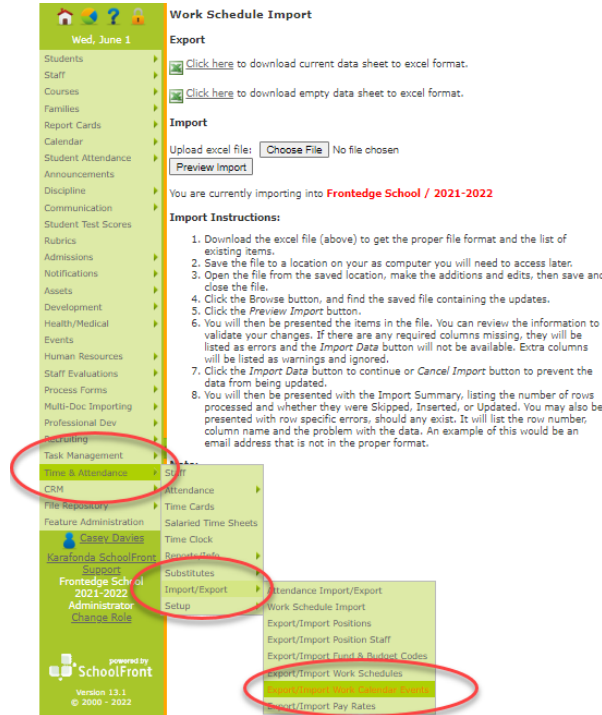 Wed, June 1
Students
Staff
Courses
Families
Report Cards
Calendar
Student Attendance
Announcements
Discipline
Communication
Student Test Scores
Rubrics
Admissions
Notifications
Assets
Development
Health/Medical
Events
Human Resources
Staff Evaluations
Process Forms
Multi-Doc Importing
Professional Dev
Recruiting
Task Management
Time & Attendance
CRM
File Repository
Feature Administration
Casey Davies
Karafonda SchoolFront
Support
Frontedge School
2021-2022
Administrator
Change Role
powered by
SchoolFront
Version 13.1
© 2000 - 2022
Work Schedule Import
Export
Click here to download current data sheet to excel format.
Click here to download empty data sheet to excel format.
Import
Upload excel file: Choose File No file chosen
Preview Import
You are currently importing into Frontedge School / 2021-2022
Import Instructions:
1. Download the excel file (above) to get the proper file format and the list of
existing items.
2. Save the file to a location on your as computer you will need to access later.
3. Open the file from the saved location, make the additions and edits, then save and
close the file.
4. Click the Browse button, and find the saved file containing the updates.
5. Click the Preview Import button.
6. You will then be presented the items in the file. You can review the information to
validate your changes. If there are any required columns missing, they will be
listed as errors and the Import Data button will not be available. Extra columns
will be listed as warnings and ignored.
7. Click the Import Data button to continue or Cancel Import button to prevent the
data from being updated.
8. You will then be presented with the Import Summary, listing the number of rows
processed and whether they were Skipped, Inserted, or Updated. You may also be
presented with row specific errors, should any exist. It will list the row number,
column name and the problem with the data. An example of this would be an
email address that is not in the proper format.
Note:
Staff
Attendance
Time Cards
Salaried Time Sheets
Time Clock
Reports/Info
Substitutes
Import/Export
Setup
Attendance Import/Export
Work Schedule Import
Export/Import Positions
Export/Import Position Staff
Export/Import Fund & Budget Codes
Export/Import Work Schedules
Export/Import Work Calendar Events
Export/Import Pay Rates